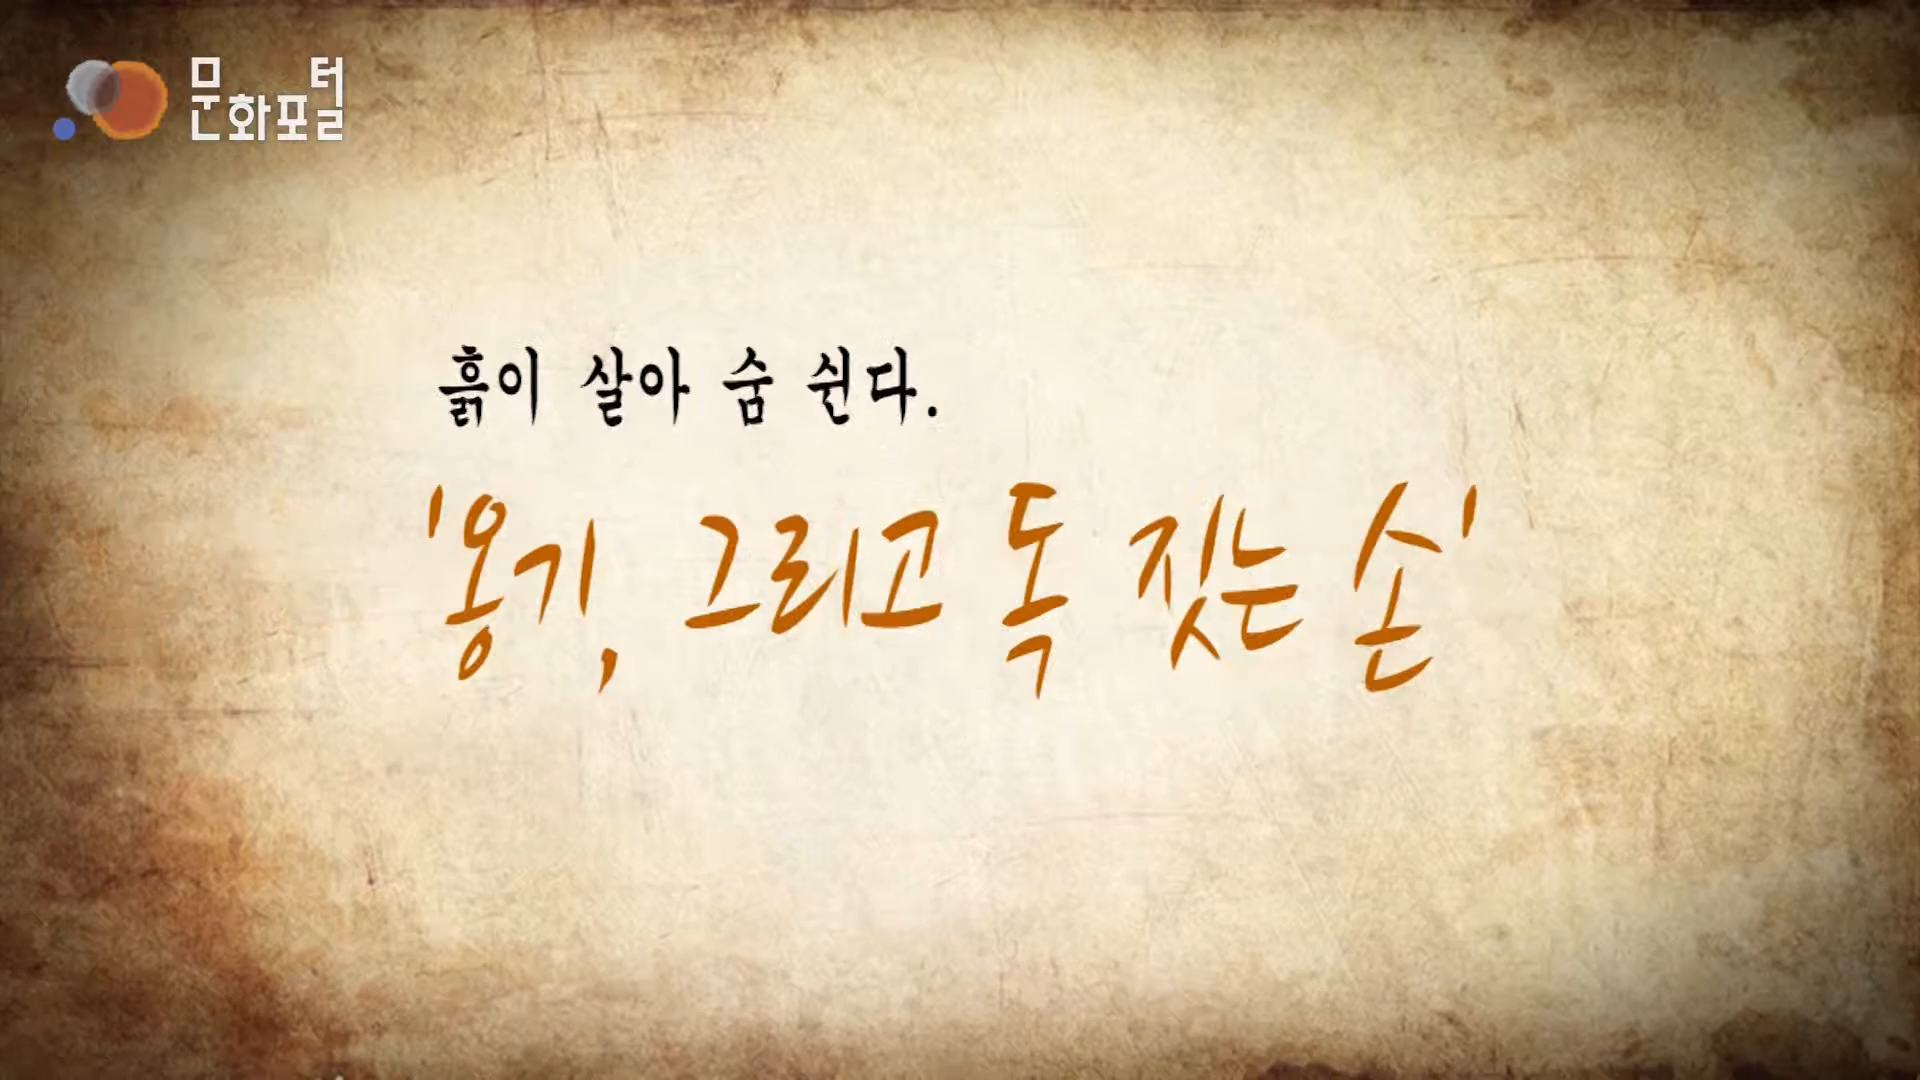 문화포털
흙이 살아 숨 쉰다.
'옹기, 그리고 독 짓는 손'